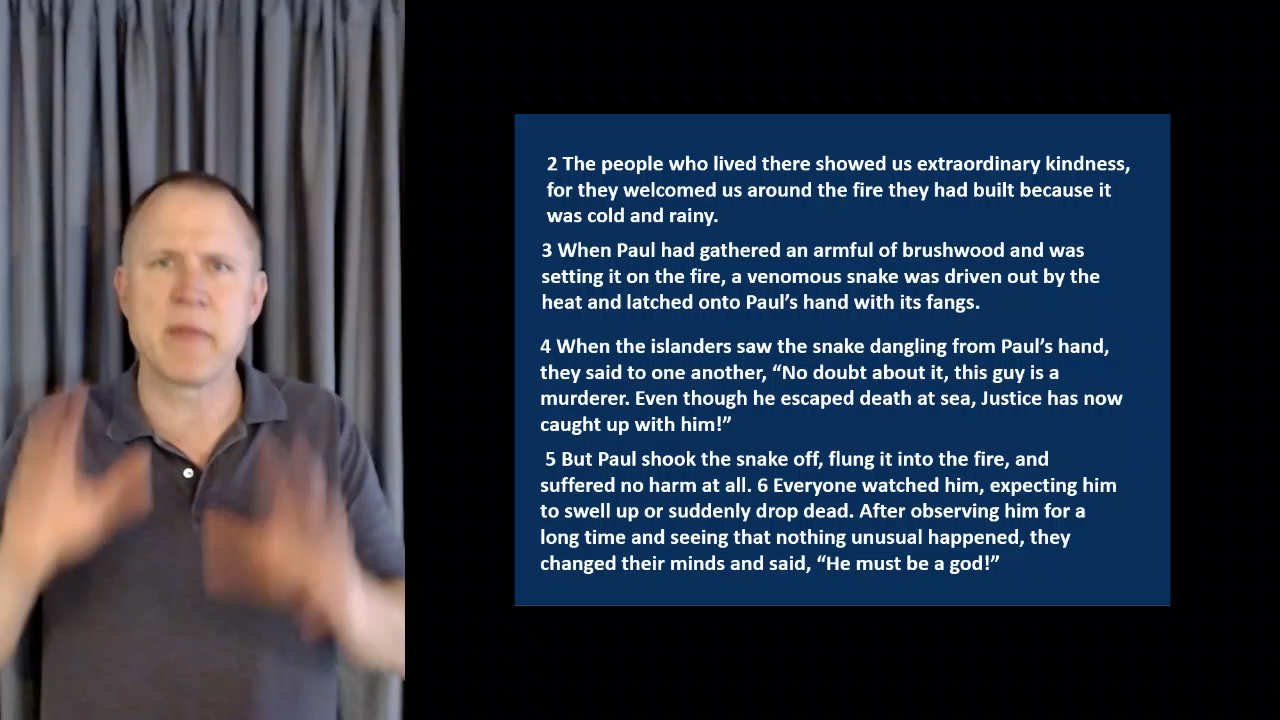 2 The people who lived there showed us extraordinary kindness,
for they welcomed us around the fire they had built because it
was cold and rainy.
3 When Paul had gathered an armful of brushwood and was
setting it on the fire, a venomous snake was driven out by the
heat and latched onto Paul’s hand with its fangs.
4 When the islanders saw the snake dangling from Paul’s hand,
they said to one another, “No doubt about it, this guy is a
murderer. Even though he escaped death at sea, Justice has now
caught up with him!”
5 But Paul shook the snake off, flung it into the fire, and
suffered no harm at all. 6 Everyone watched him, expecting him
to swell up or suddenly drop dead. After observing him for a
long time and seeing that nothing unusual happened, they
changed their minds and said, “He must be a god!”